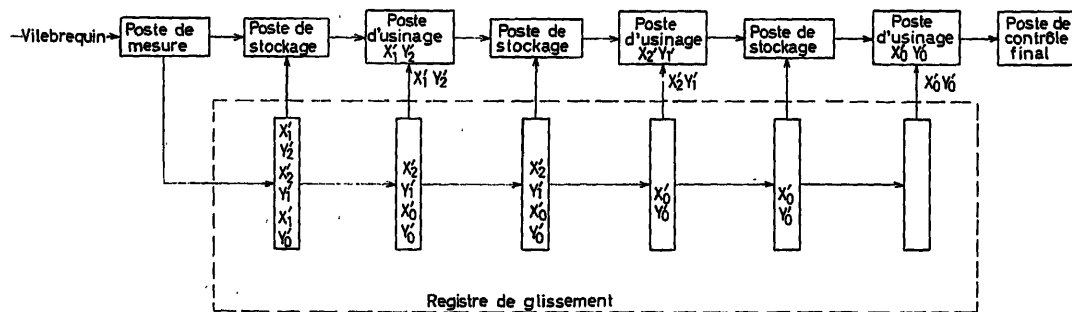 Vilebrequin
Poste de
mesure
Poste de
stockage
Poste
d'usinage
X'1 Y'2
Poste de
stockage
Poste
d'usinage
X'2 Y'1
Poste de
stockage
Poste
d'usinage
X'0 Y'0
Poste de
contrôle
final
X'1 Y'2
X'2 Y'1
X'0 Y'0
X'1
Y'2
X'2
Y'1
X'1
Y'0
X'2
Y'1
X'0
Y'0
X'2
Y'1
X'0
Y'0
X'0
Y'0
X'0
Y'0
Registre de glissement